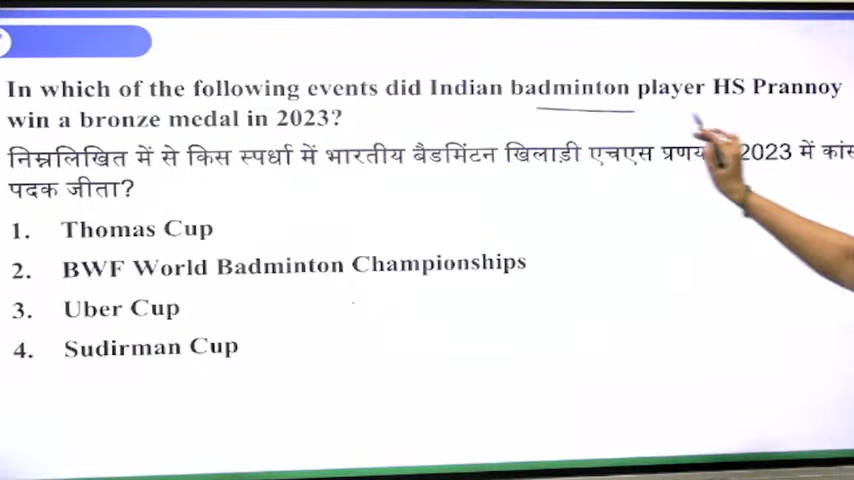 In which of the following events did Indian badminton player HS Prannoy
win a bronze medal in 2023?
निम्नलिखित में से किस स्पर्धा में भारतीय बैडमिंटन खिलाड़ी एचएस प्रणय 2023 में
पदक जीता?
1. Thomas Cup
2. BWF World Badminton Championships
3. Uber Cup
4. Sudirman Cup